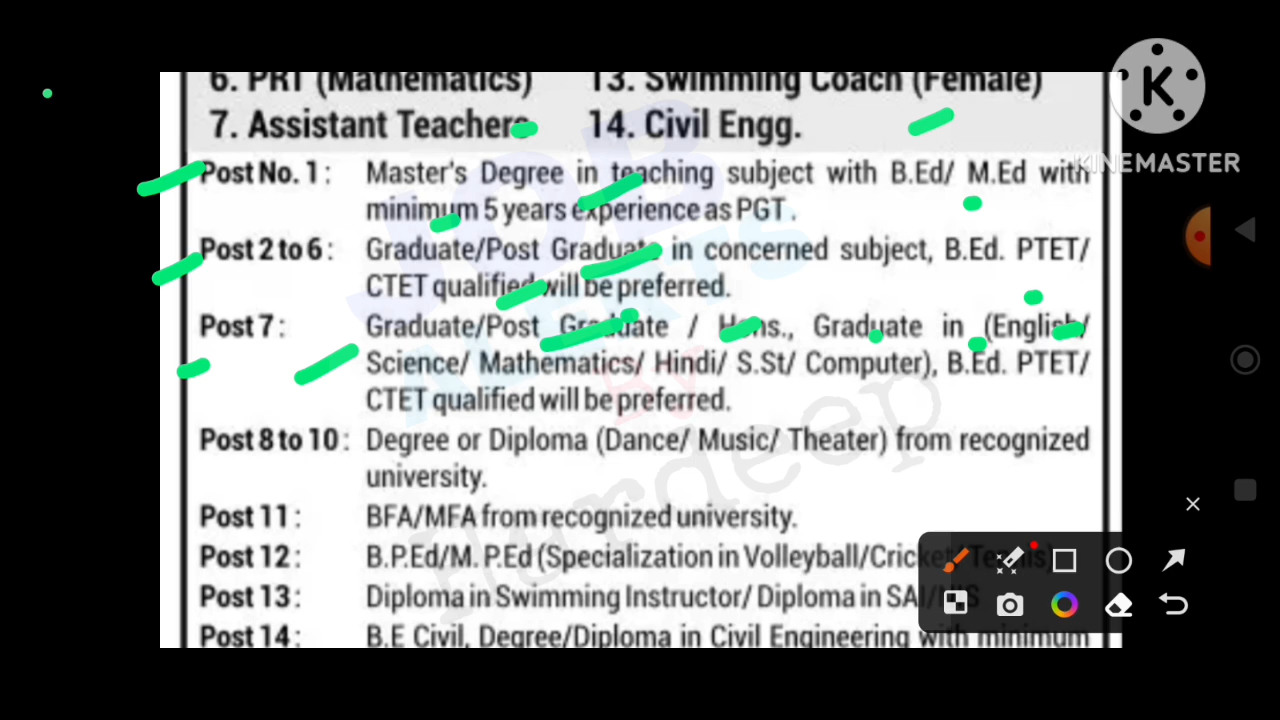 6. PRT (Mathematics) 13. Swimming Coach (Female)
7. Assistant Teachers 14. Civil Engg.
Post No. 1: Master's Degree in teaching subject with B.Ed/ M.Ed with
minimum 5 years experience as PGT.
Post 2 to 6: Graduate/Post Graduate in concerned subject, B.Ed. PTET/
CTET qualified will be preferred.
Post 7: Graduate/Post Graduate / Hons., Graduate in (English/
Science/ Mathematics/ Hindi/ S.St/ Computer), B.Ed. PTET/
CTET qualified will be preferred.
Post 8 to 10: Degree or Diploma (Dance/ Music/ Theater) from recognized
university.
Post 11: BFA/MFA from recognized university.
Post 12: B.P.Ed/M. P.Ed (Specialization in Volleyball/Cricket/ Tennis)
Post 13: Diploma in Swimming Instructor/ Diploma in SAI/NIS
Post 14: B.E Civil, Degree/Diploma in Civil Engineering with minimum
JOB
ALERTS
BY
Hardeep
K
KINEMASTER